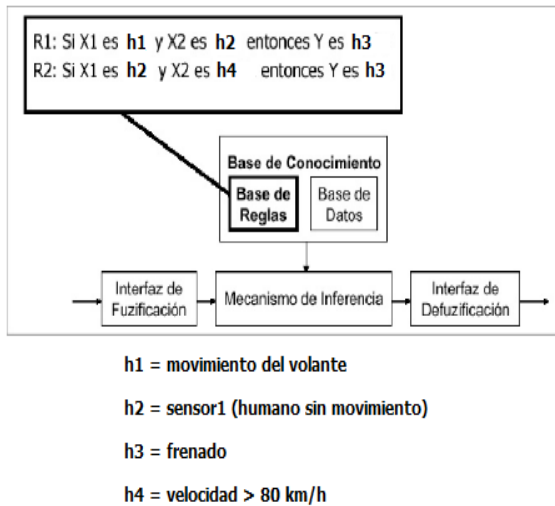 R1: Si X1 es h1 y X2 es h2 entonces Y es h3
R2: Si X1 es h2 y X2 es h4 entonces Y es h3
Base de Conocimiento
Base de
Reglas
Base de
Datos
Interfaz de
Fuzificación
Mecanismo de Inferencia
Interfaz de
Defuzificación
h1 = movimiento del volante
h2 = sensor1 (humano sin movimiento)
h3 = frenado
h4 = velocidad > 80 km/h